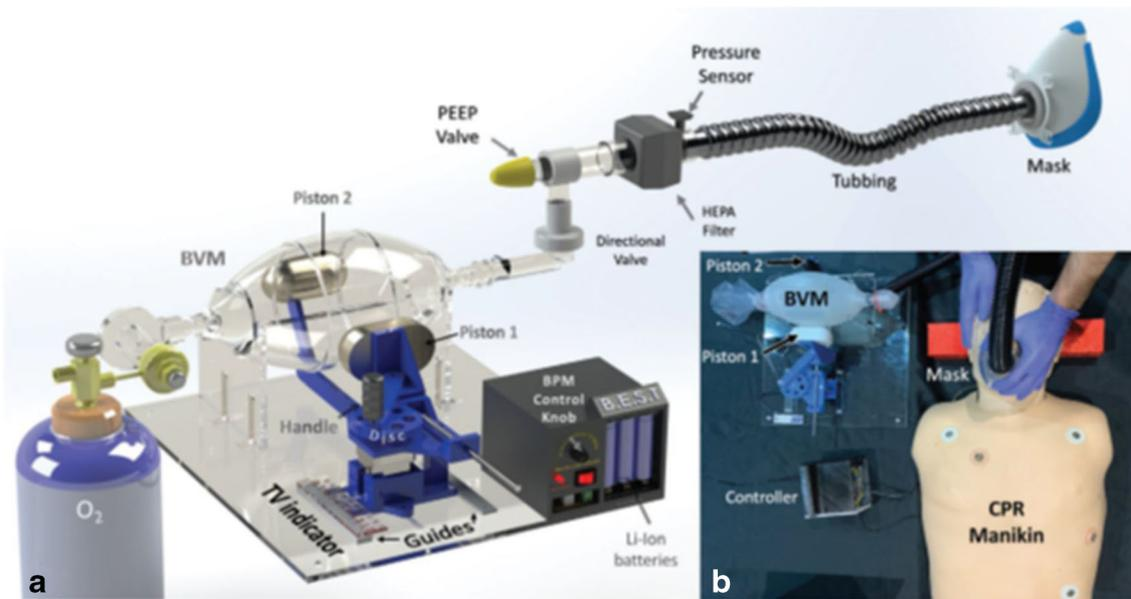 Pressure
Sensor
PEEP
Valve
Mask
Tubbing
HEPA
Filter
Directional
Valve
Piston 2
BVM
Piston 1
BPM
Control
Knob
B.E.S.T
Handle
Disc
O2
TV indicator
Guides
Li-Ion
batteries
a
Piston 2
BVM
Piston 1
Mask
Controller
CPR
Manikin
b